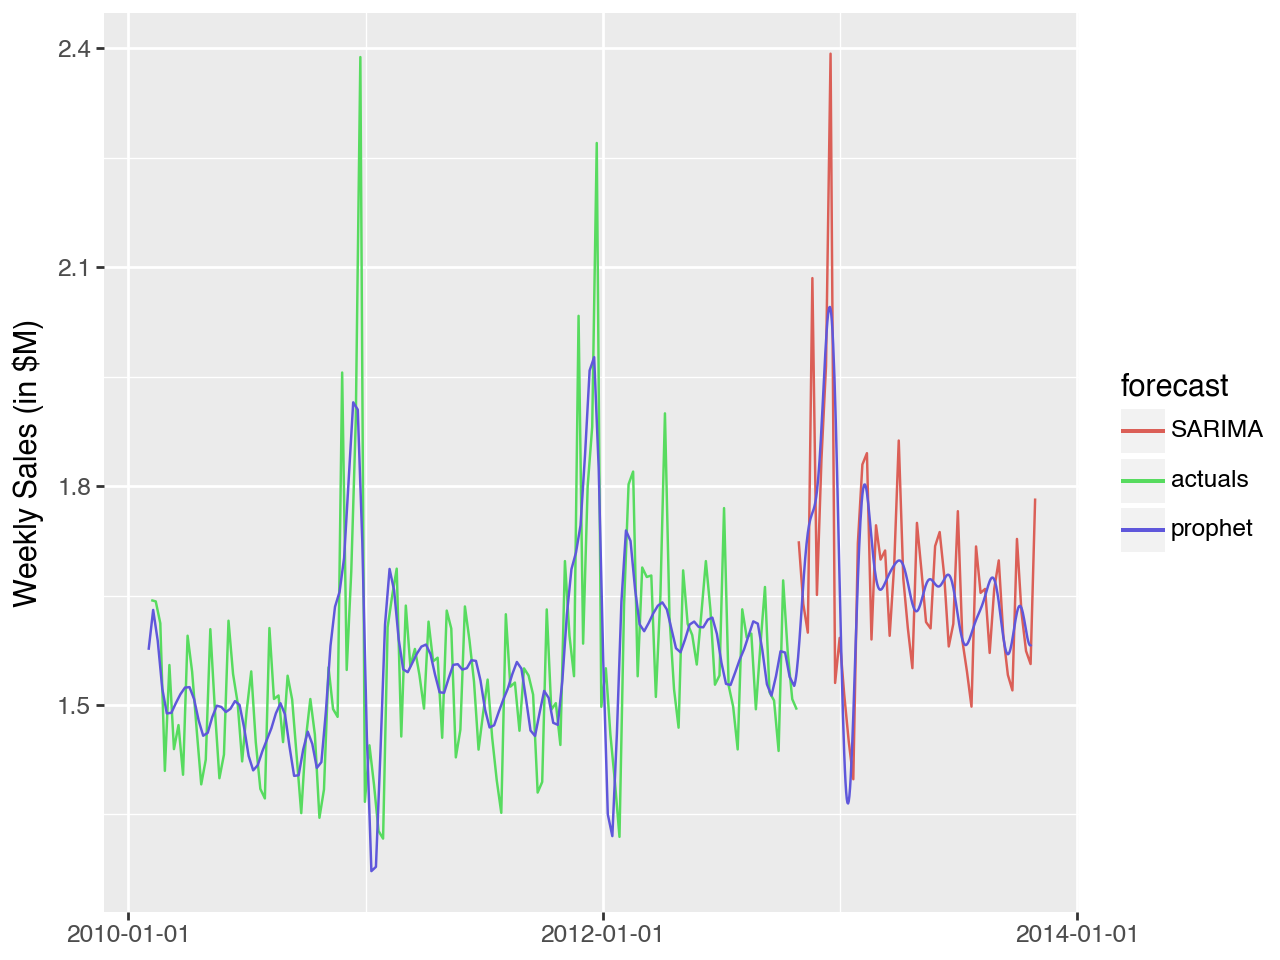 Weekly Sales (in $M)
2.4
2.1
1.8
1.5
2010-01-01
2012-01-01
2014-01-01
forecast
SARIMA
actuals
prophet